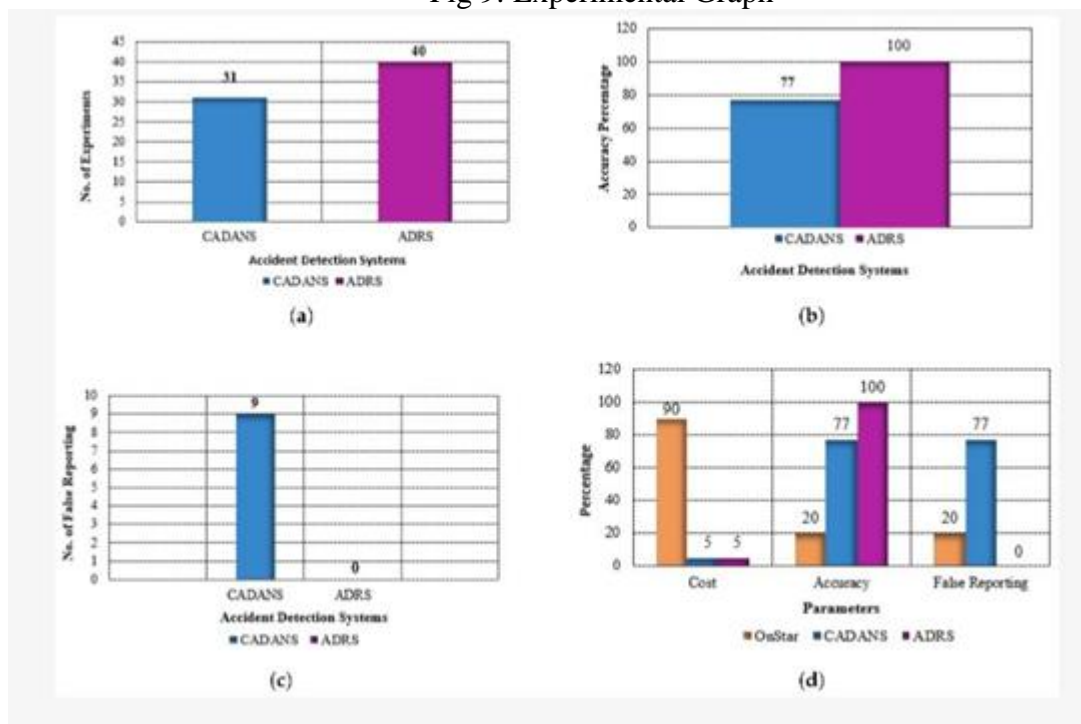 Fig 9: Experimental Graph
45
40
35
30
25
20
15
10
5
0
No. of Experiments
31
40
CADANS
ADRS
Accident Detection Systems
CADANS ADRS
(a)
120
100
80
60
40
20
0
Accuracy Percentage
77
100
CADANS ADRS
Accident Detection Systems
(b)
10
9
8
7
6
5
4
3
2
1
0
No. of False Reporting
9
0
CADANS
ADRS
Accident Detection Systems
CADANS ADRS
(c)
120
100
80
60
40
20
0
Percentage
90
5
5
20
77
100
20
77
0
Cost
Accuracy
False Reporting
Parameters
OnStar CADANS ADRS
(d)